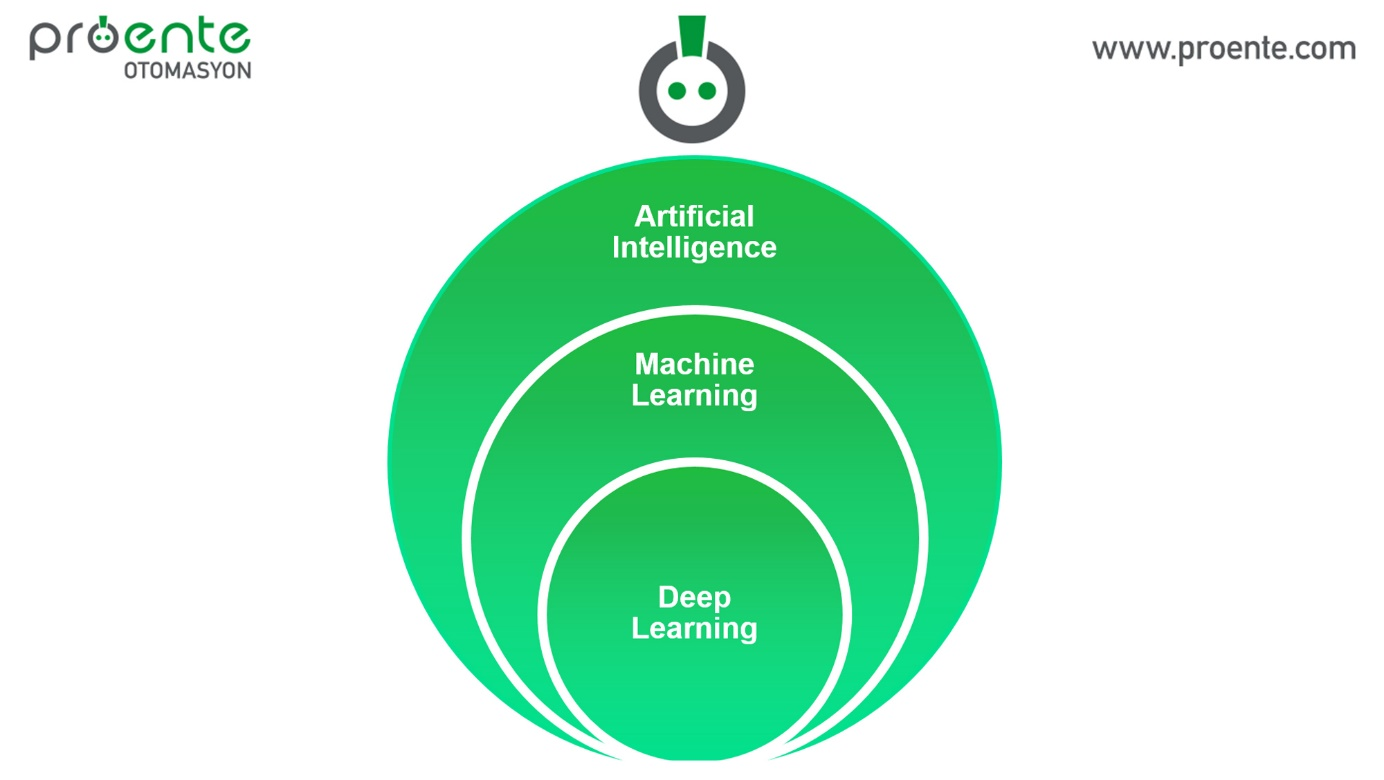 proente
OTOMASYON
www.proente.com
Artificial
Intelligence
Machine
Learning
Deep
Learning